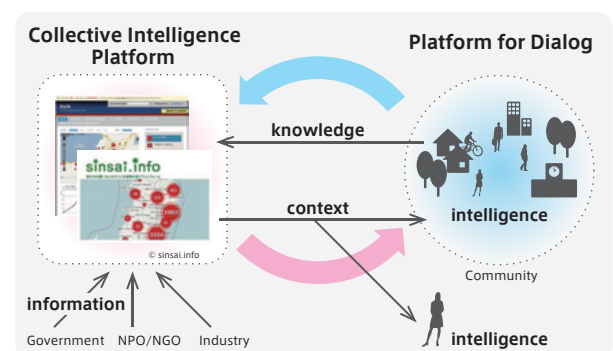 Collective Intelligence
Platform
Platform for Dialog
knowledge
sinsai.info
context
intelligence
© sinsai.info
Community
information
Government NPO/NGO Industry
intelligence